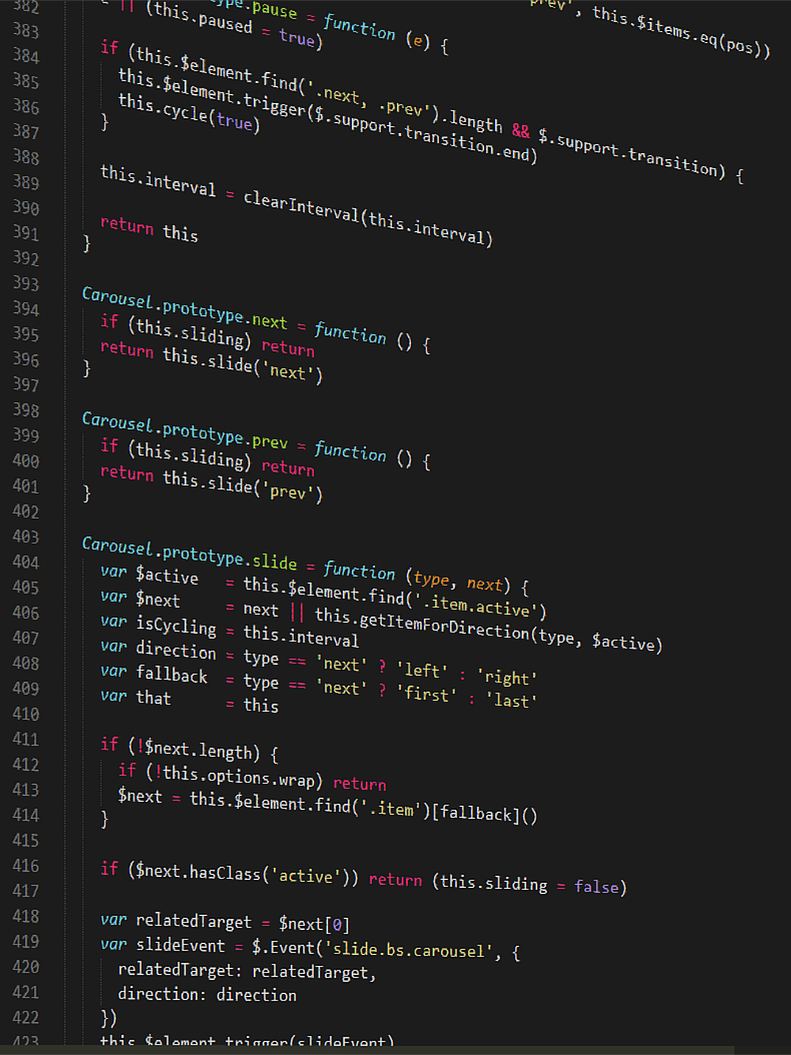 prev', this.$items.eq(pos))
type.pause = function (e) {
|| (this.paused = true)
382
383 if (this.$element.find('.next, .prev').length && $.support.transition) {
384 this.$element.trigger($.support.transition.end)
385 this.cycle(true)
386 }
387
388 this.interval = clearInterval(this.interval)
389
390 return this
391 }
392
393 Carousel.prototype.next = function () {
394 if (this.sliding) return
395 return this.slide('next')
396 }
397
398 Carousel.prototype.prev = function () {
399 if (this.sliding) return
400 return this.slide('prev')
401 }
402
403 Carousel.prototype.slide = function (type, next) {
404 var $active = this.$element.find('.item.active')
405 var $next = next || this.getItemForDirection(type, $active)
406 var isCycling = this.interval
407 var direction = type == 'next' ? 'left' : 'right'
408 var fallback = type == 'next' ? 'first' : 'last'
409 var that = this
410
411 if (!$next.length) {
412 if (!this.options.wrap) return
413 $next = this.$element.find('.item')[fallback]()
414 }
415
416 if ($next.hasClass('active')) return (this.sliding = false)
417
418 var relatedTarget = $next[0]
419 var slideEvent = $.Event('slide.bs.carousel', {
420 relatedTarget: relatedTarget,
421 direction: direction
422 })
423 this.$element.trigger(slideEvent)